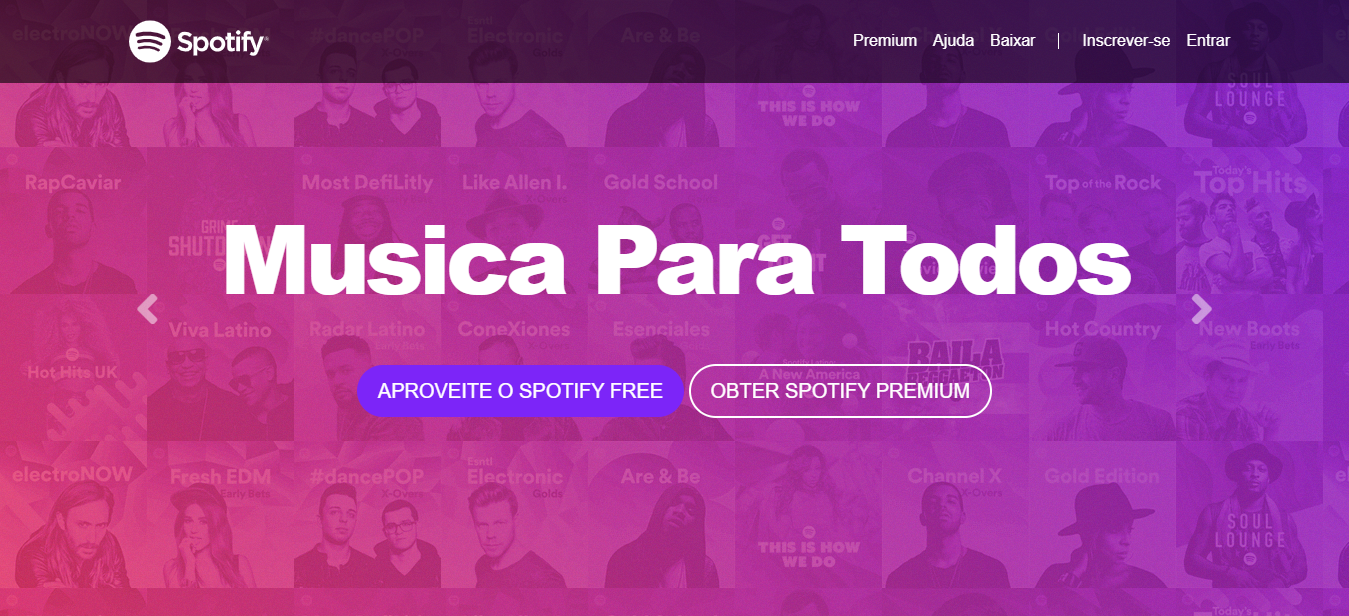 Spotify
Premium Ajuda Baixar | Inscrever-se Entrar
electroNOW
#dancePOP
Esntl
Electronic
Golds
Are & Be
THIS IS HOW
WE DO
SOUL
LOUNGE
RapCaviar
GRIME
Most DefiLitly
Like Allen I.
X-Overs
Gold School
Top of the Rock
Today's
Top Hits
Musica Para Todos
Hot Hits UK
Viva Latino
Radar Latino
Early Bets
ConeXiones
Esenciales
A New America
BAILA
REGGAETON
Hot Country
New Boots
Early Bets
APROVEITE O SPOTIFY FREE
OBTER SPOTIFY PREMIUM
electroNOW
Fresh EDM
Early Bets
#dancePOP
X-Overs
Esntl
Electronic
Golds
Are & Be
THIS IS HOW
WE DO
Channel X
X-Overs
Gold Edition
SOUL
LOUNGE
Today's